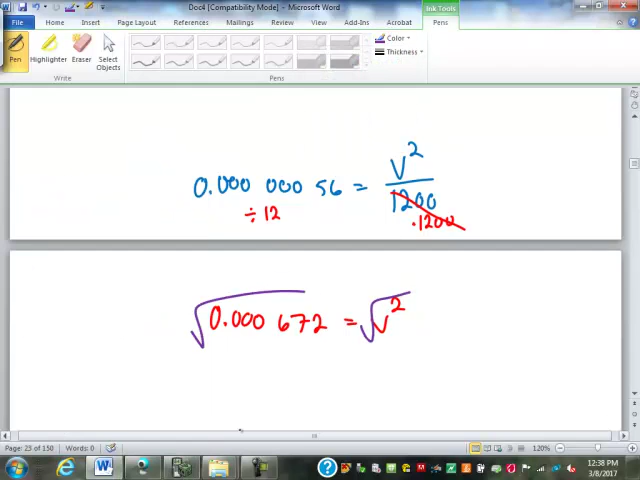 Doc4 [Compatibility Mode] - Microsoft Word
Ink Tools
File Home Insert Page Layout References Mailings Review View Add-Ins Acrobat Pens
Pen Highlighter Eraser Select Objects
Color
Thickness
Write Pens
0.000 000 56 = v²/1200
÷ 12 · 1200
√0.000 672 = √v²
Page: 23 of 150 Words: 0 120%
12:38 PM
3/8/2017